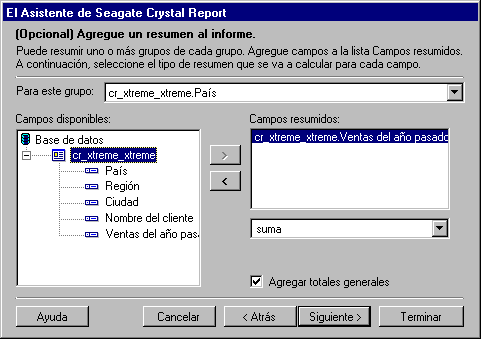 El Asistente de Seagate Crystal Report
(Opcional) Agregue un resumen al informe.
Puede resumir uno o más grupos de cada grupo. Agregue campos a la lista Campos resumidos.
A continuación, seleccione el tipo de resumen que se va a calcular para cada campo.
Para este grupo: cr_xtreme_xtreme.País
Campos disponibles:
Base de datos
cr_xtreme_xtreme
País
Región
Ciudad
Nombre del cliente
Ventas del año pasa
>
<
Campos resumidos:
cr_xtreme_xtreme.Ventas del año pasado
suma
Agregar totales generales
Ayuda Cancelar < Atrás Siguiente > Terminar